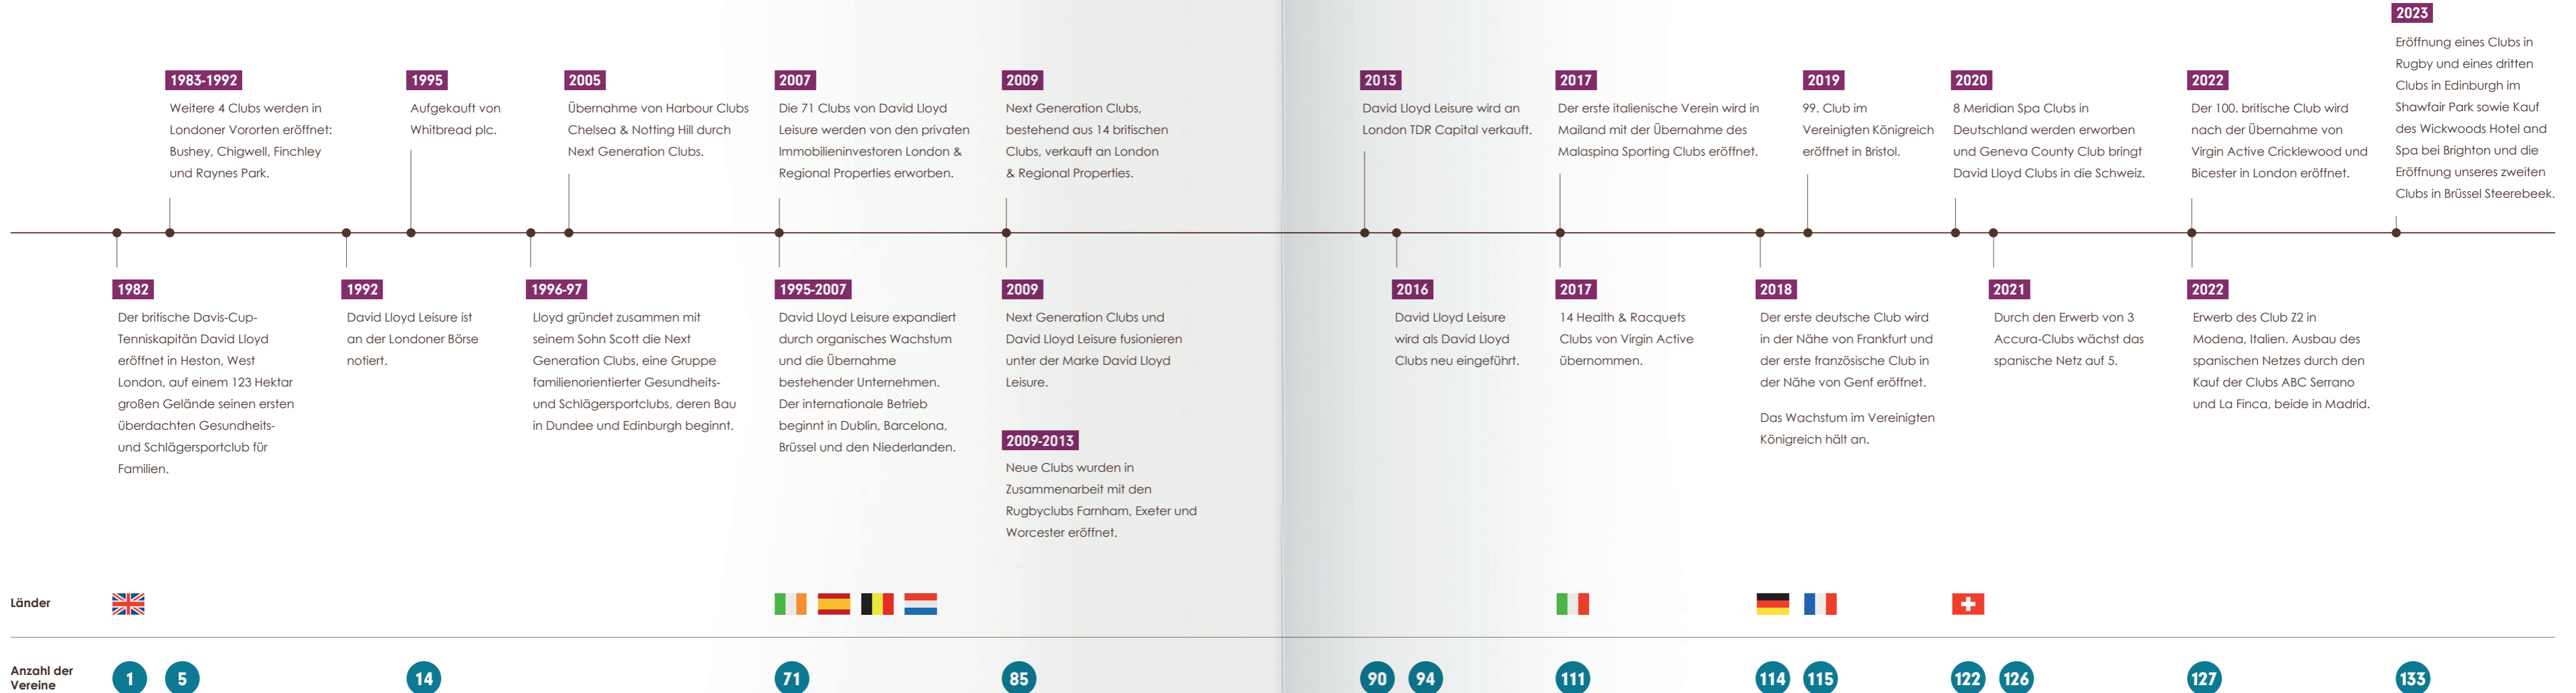 2023
Eröffnung eines Clubs in
Rugby und eines dritten
Clubs in Edinburgh im
Shawfair Park sowie Kauf
des Wickwoods Hotel and
Spa bei Brighton und die
Eröffnung unseres zweiten
Clubs in Brüssel Steerebeek.
1983-1992
Weitere 4 Clubs werden in
Londoner Vororten eröffnet:
Bushey, Chigwell, Finchley
und Raynes Park.
1995
Aufgekauft von
Whitbread plc.
2005
Übernahme von Harbour Clubs
Chelsea & Notting Hill durch
Next Generation Clubs.
2007
Die 71 Clubs von David Lloyd
Leisure werden von den privaten
Immobilieninvestoren London &
Regional Properties erworben.
2009
Next Generation Clubs,
bestehend aus 14 britischen
Clubs, verkauft an London
& Regional Properties.
2013
David Lloyd Leisure wird an
London TDR Capital verkauft.
2017
Der erste italienische Verein wird in
Mailand mit der Übernahme des
Malaspina Sporting Clubs eröffnet.
2019
99. Club im
Vereinigten Königreich
eröffnet in Bristol.
2020
8 Meridian Spa Clubs in
Deutschland werden erworben
und Geneva County Club bringt
David Lloyd Clubs in die Schweiz.
2022
Der 100. britische Club wird
nach der Übernahme von
Virgin Active Cricklewood und
Bicester in London eröffnet.
1982
Der britische Davis-Cup-
Tenniskapitän David Lloyd
eröffnet in Heston, West
London, auf einem 123 Hektar
großen Gelände seinen ersten
überdachten Gesundheits-
und Schlägersportclub für
Familien.
1992
David Lloyd Leisure ist
an der Londoner Börse
notiert.
1996-97
Lloyd gründet zusammen mit
seinem Sohn Scott die Next
Generation Clubs, eine Gruppe
familienorientierter Gesundheits-
und Schlägersportclubs, deren Bau
in Dundee und Edinburgh beginnt.
1995-2007
David Lloyd Leisure expandiert
durch organisches Wachstum
und die Übernahme
bestehender Unternehmen.
Der internationale Betrieb
beginnt in Dublin, Barcelona,
Brüssel und den Niederlanden.
2009
Next Generation Clubs und
David Lloyd Leisure fusionieren
unter der Marke David Lloyd
Leisure.
2009-2013
Neue Clubs wurden in
Zusammenarbeit mit den
Rugbyclubs Farnham, Exeter und
Worcester eröffnet.
2016
David Lloyd Leisure
wird als David Lloyd
Clubs neu eingeführt.
2017
14 Health & Racquets
Clubs von Virgin Active
übernommen.
2018
Der erste deutsche Club wird
in der Nähe von Frankfurt und
der erste französische Club in
der Nähe von Genf eröffnet.
Das Wachstum im Vereinigten
Königreich hält an.
2021
Durch den Erwerb von 3
Accura-Clubs wächst das
spanische Netz auf 5.
2022
Erwerb des Club Z2 in
Modena, Italien. Ausbau des
spanischen Netzes durch den
Kauf der Clubs ABC Serrano
und La Finca, beide in Madrid.
Länder
Anzahl der
Vereine
1
5
14
71
85
90
94
111
114
115
122
126
127
133